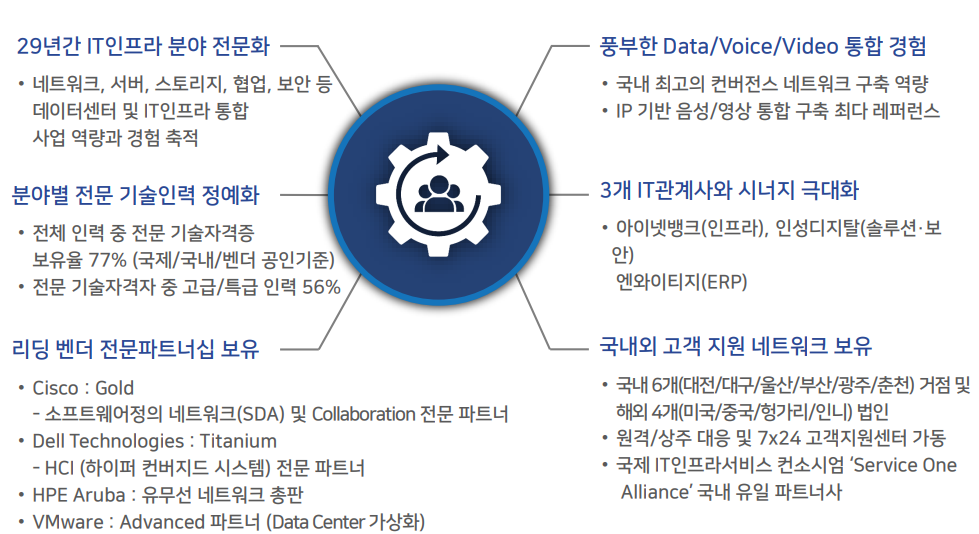 29년간 IT인프라 분야 전문화
• 네트워크, 서버, 스토리지, 협업, 보안 등
데이터센터 및 IT인프라 통합
사업 역량과 경험 축적
분야별 전문 기술인력 정예화
• 전체 인력 중 전문 기술자격증
보유율 77% (국제/국내/벤더 공인기준)
• 전문 기술자격자 중 고급/특급 인력 56%
리딩 벤더 전문파트너십 보유
• Cisco : Gold
- 소프트웨어정의 네트워크(SDA) 및 Collaboration 전문 파트너
• Dell Technologies : Titanium
- HCI (하이퍼 컨버지드 시스템) 전문 파트너
• HPE Aruba : 유무선 네트워크 총판
• VMware : Advanced 파트너 (Data Center 가상화)
풍부한 Data/Voice/Video 통합 경험
• 국내 최고의 컨버전스 네트워크 구축 역량
• IP 기반 음성/영상 통합 구축 최다 레퍼런스
3개 IT관계사와 시너지 극대화
• 아이넷뱅크(인프라), 인성디지탈(솔루션·보
안)
엔와이티지(ERP)
국내외 고객 지원 네트워크 보유
• 국내 6개(대전/대구/울산/부산/광주/춘천) 거점 및
해외 4개(미국/중국/헝가리/인니) 법인
• 원격/상주 대응 및 7x24 고객지원센터 가동
• 국제 IT인프라서비스 컨소시엄 ‘Service One
Alliance’ 국내 유일 파트너사